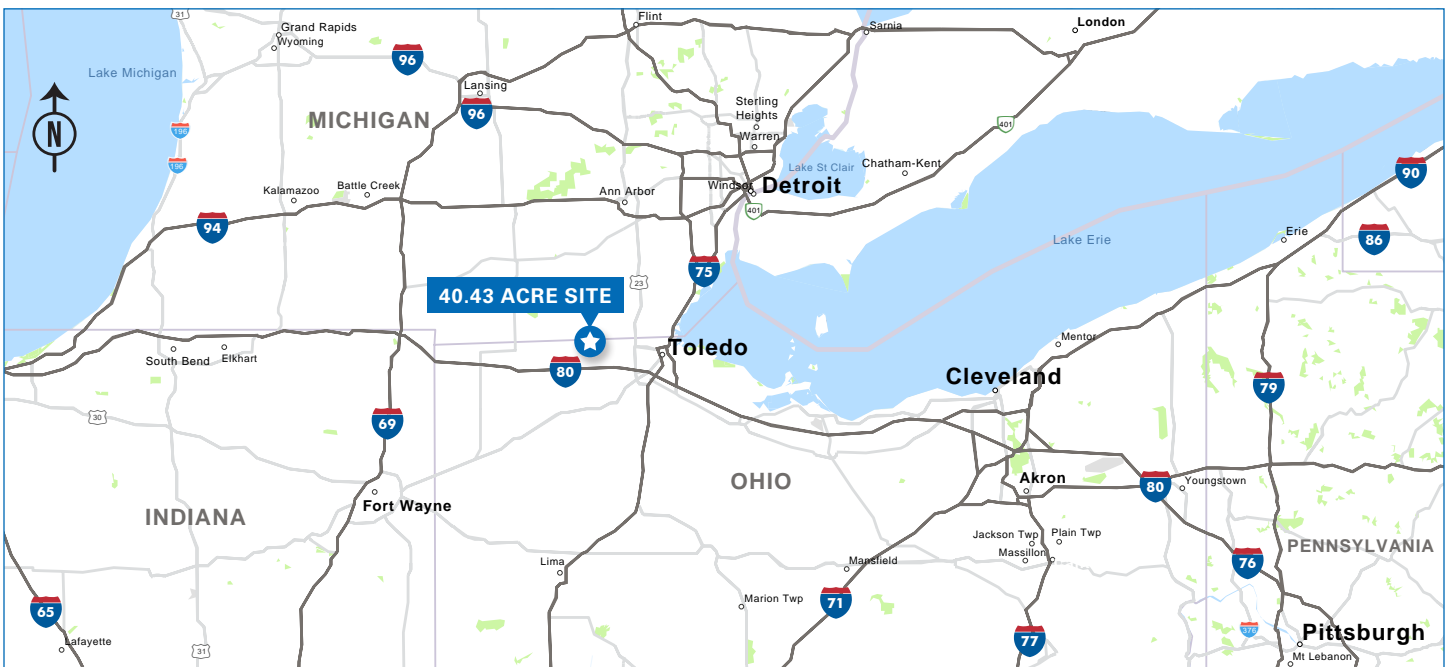 31
Flint
Sarnia
London
Grand Rapids
Wyoming
96
Lake Michigan
Lansing
96
MICHIGAN
Sterling
Heights
Warren
401
196
196
Lake St Clair
Chatham-Kent
90
Kalamazoo
Battle Creek
Ann Arbor
Windsor
Detroit
401
94
Lake Erie
Erie
86
75
23
40.43 ACRE SITE
Toledo
Mentor
South Bend
Elkhart
80
Cleveland
79
30
69
OHIO
Akron
80
Youngstown
Fort Wayne
INDIANA
Jackson Twp
Plain Twp
Massillon
PENNSYLVANIA
Lima
Mansfield
76
Marion Twp
71
65
77
376
Pittsburgh
Lafayette
31
Mt Lebanon
N